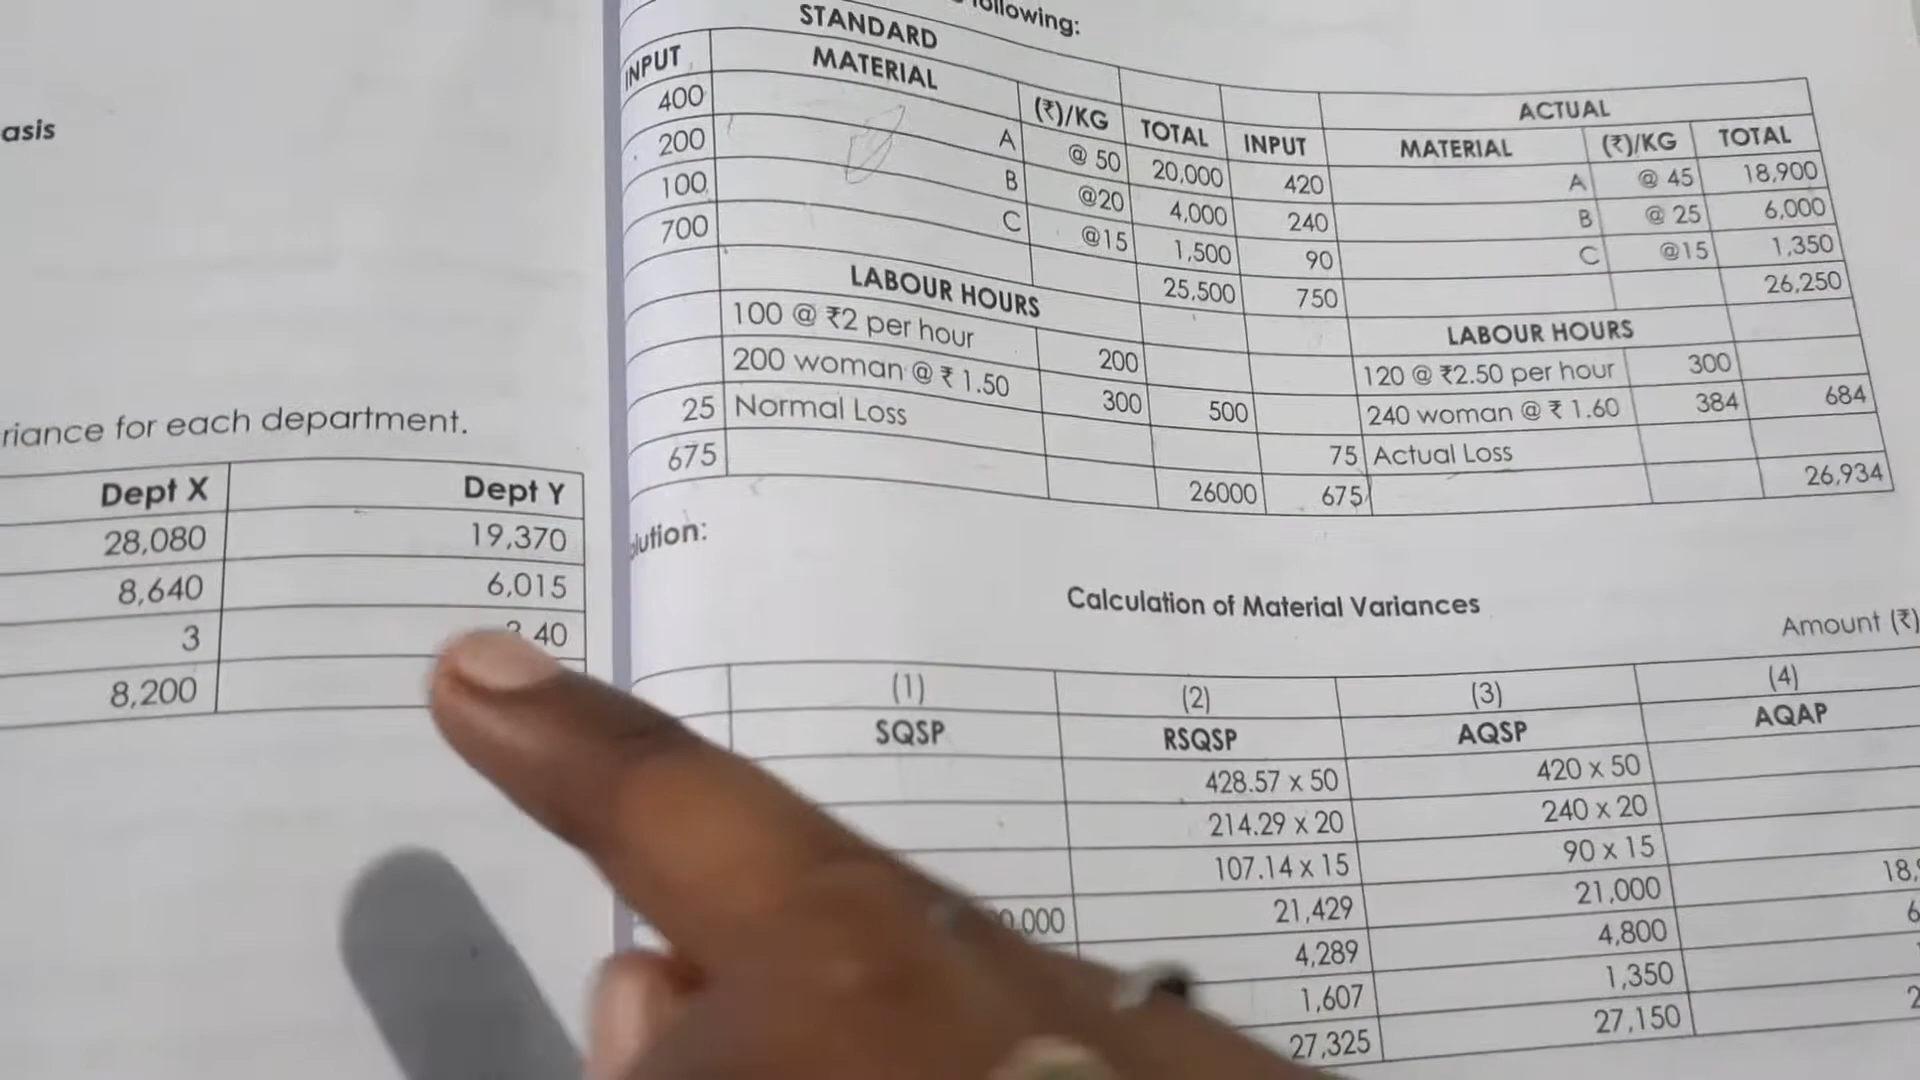 asis
riance for each department.
Dept X Dept Y
28,080 19,370
8,640 6,015
3 40
8,200
following:
STANDARD ACTUAL
INPUT MATERIAL (₹)/KG TOTAL INPUT MATERIAL (₹)/KG TOTAL
400 A @ 50 20,000 420 A @ 45 18,900
200 B @20 4,000 240 B @ 25 6,000
100 C @15 1,500 90 C @15 1,350
700 25,500 750 26,250
LABOUR HOURS LABOUR HOURS
100 @ ₹2 per hour 200 120 @ ₹2.50 per hour 300
200 woman @ ₹ 1.50 300 500 240 woman @ ₹ 1.60 384 684
25 Normal Loss 75 Actual Loss
675 26000 675 26,934
lution:
Calculation of Material Variances
Amount (₹)
(1) (2) (3) (4)
SQSP RSQSP AQSP AQAP
428.57 x 50 420 x 50
214.29 x 20 240 x 20
107.14 x 15 90 x 15
0,000 21,429 21,000 18,
4,289 4,800 6
1,607 1,350
27,325 27,150 2